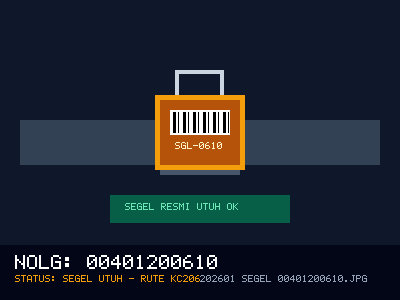 SGL-0610
SEGEL RESMI UTUH OK
NOLG: 00401200610
STATUS: SEGEL UTUH - RUTE KC206202601 SEGEL 00401200610.JPG